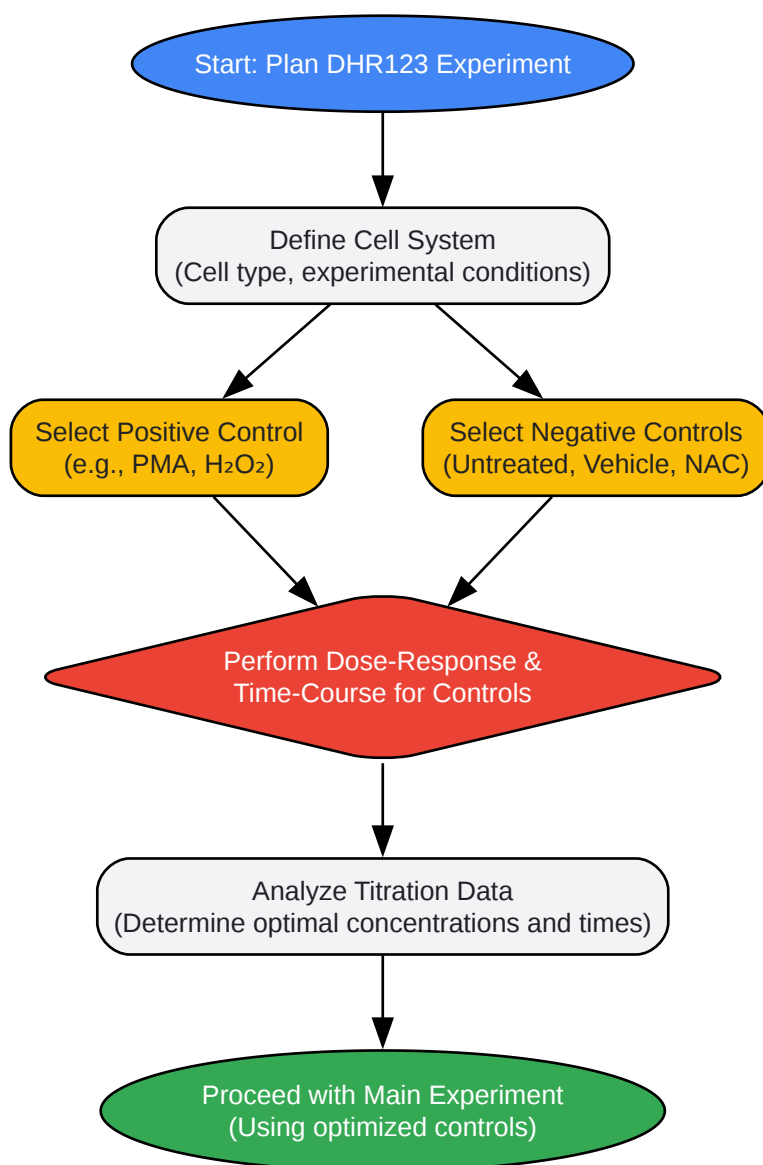 Start: Plan DHR123 Experiment
Define Cell System
(Cell type, experimental conditions)
Select Positive Control
(e.g., PMA, H₂O₂)
Select Negative Controls
(Untreated, Vehicle, NAC)
Perform Dose-Response &
Time-Course for Controls
Analyze Titration Data
(Determine optimal concentrations and times)
Proceed with Main Experiment
(Using optimized controls)